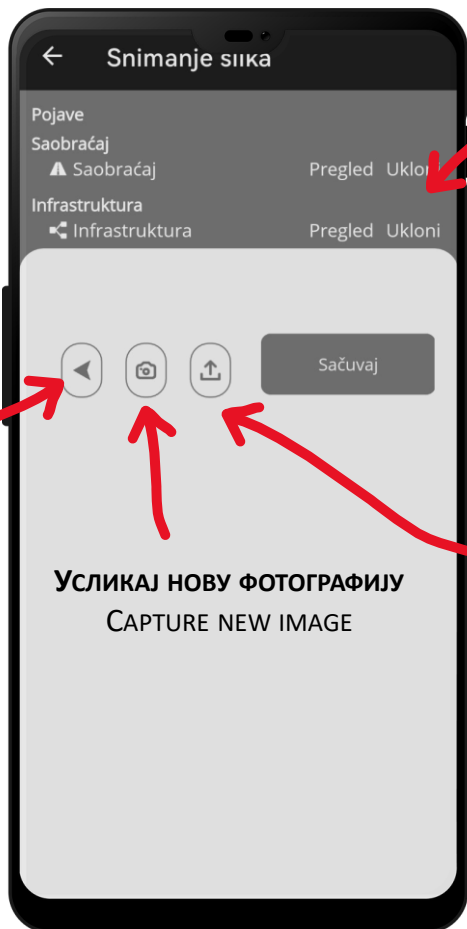 Snimanje slika
Pojave
Saobraćaj
Saobraćaj Pregled Ukloni
Infrastruktura
Infrastruktura Pregled Ukloni
Sačuvaj
УСЛИКАЈ НОВУ ФОТОГРАФИЈУ
CAPTURE NEW IMAGE